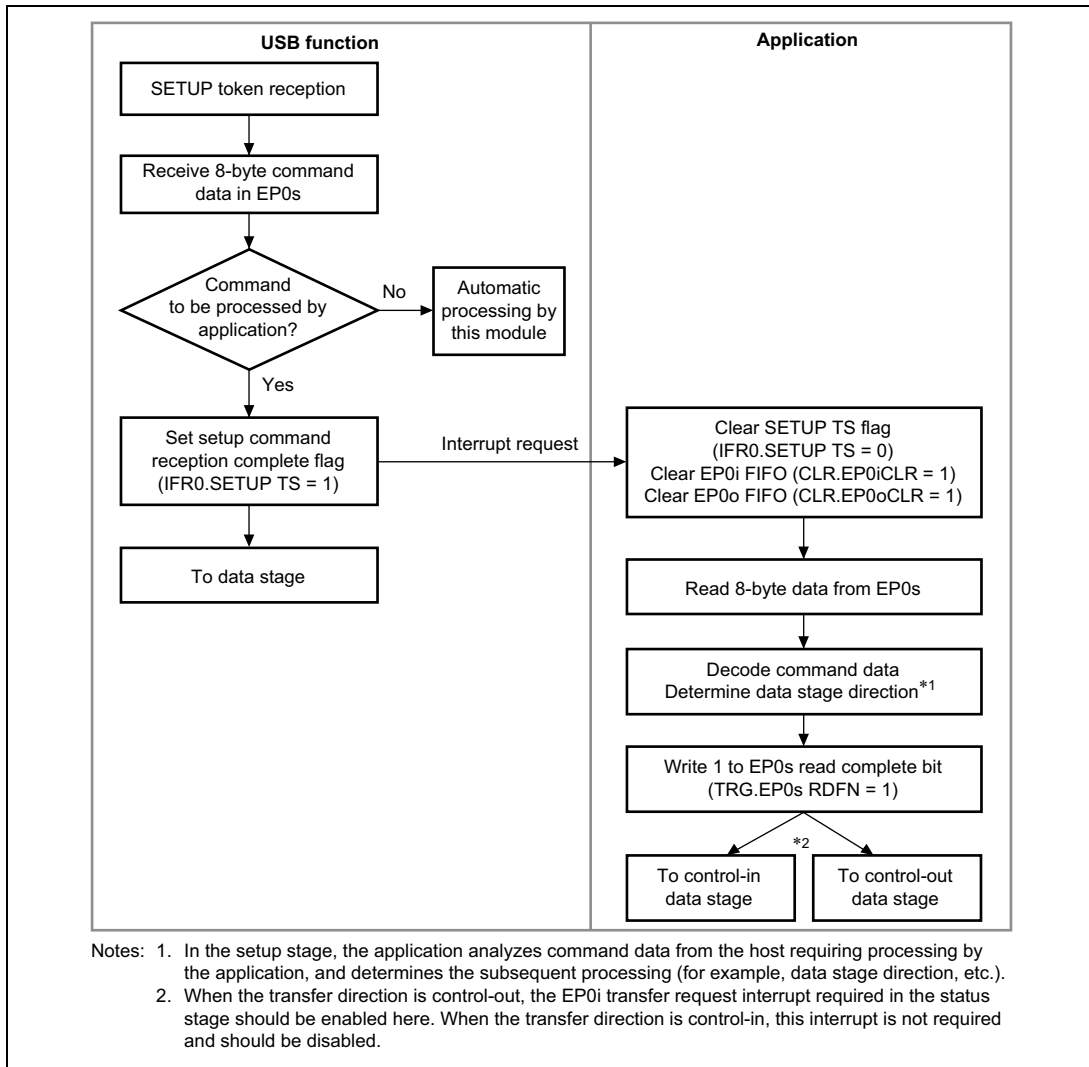 USB function
SETUP token reception
Receive 8-byte command
data in EP0s
Command
to be processed by
application?
No
Automatic
processing by
this module
Yes
Set setup command
reception complete flag
(IFR0.SETUP TS = 1)
Interrupt request
To data stage
Application
Clear SETUP TS flag
(IFR0.SETUP TS = 0)
Clear EP0i FIFO (CLR.EP0iCLR = 1)
Clear EP0o FIFO (CLR.EP0oCLR = 1)
Read 8-byte data from EP0s
Decode command data
Determine data stage direction*1
Write 1 to EP0s read complete bit
(TRG.EP0s RDFN = 1)
*2
To control-in
data stage
To control-out
data stage
Notes: 1. In the setup stage, the application analyzes command data from the host requiring processing by
the application, and determines the subsequent processing (for example, data stage direction, etc.).
2. When the transfer direction is control-out, the EP0i transfer request interrupt required in the status
stage should be enabled here. When the transfer direction is control-in, this interrupt is not required
and should be disabled.